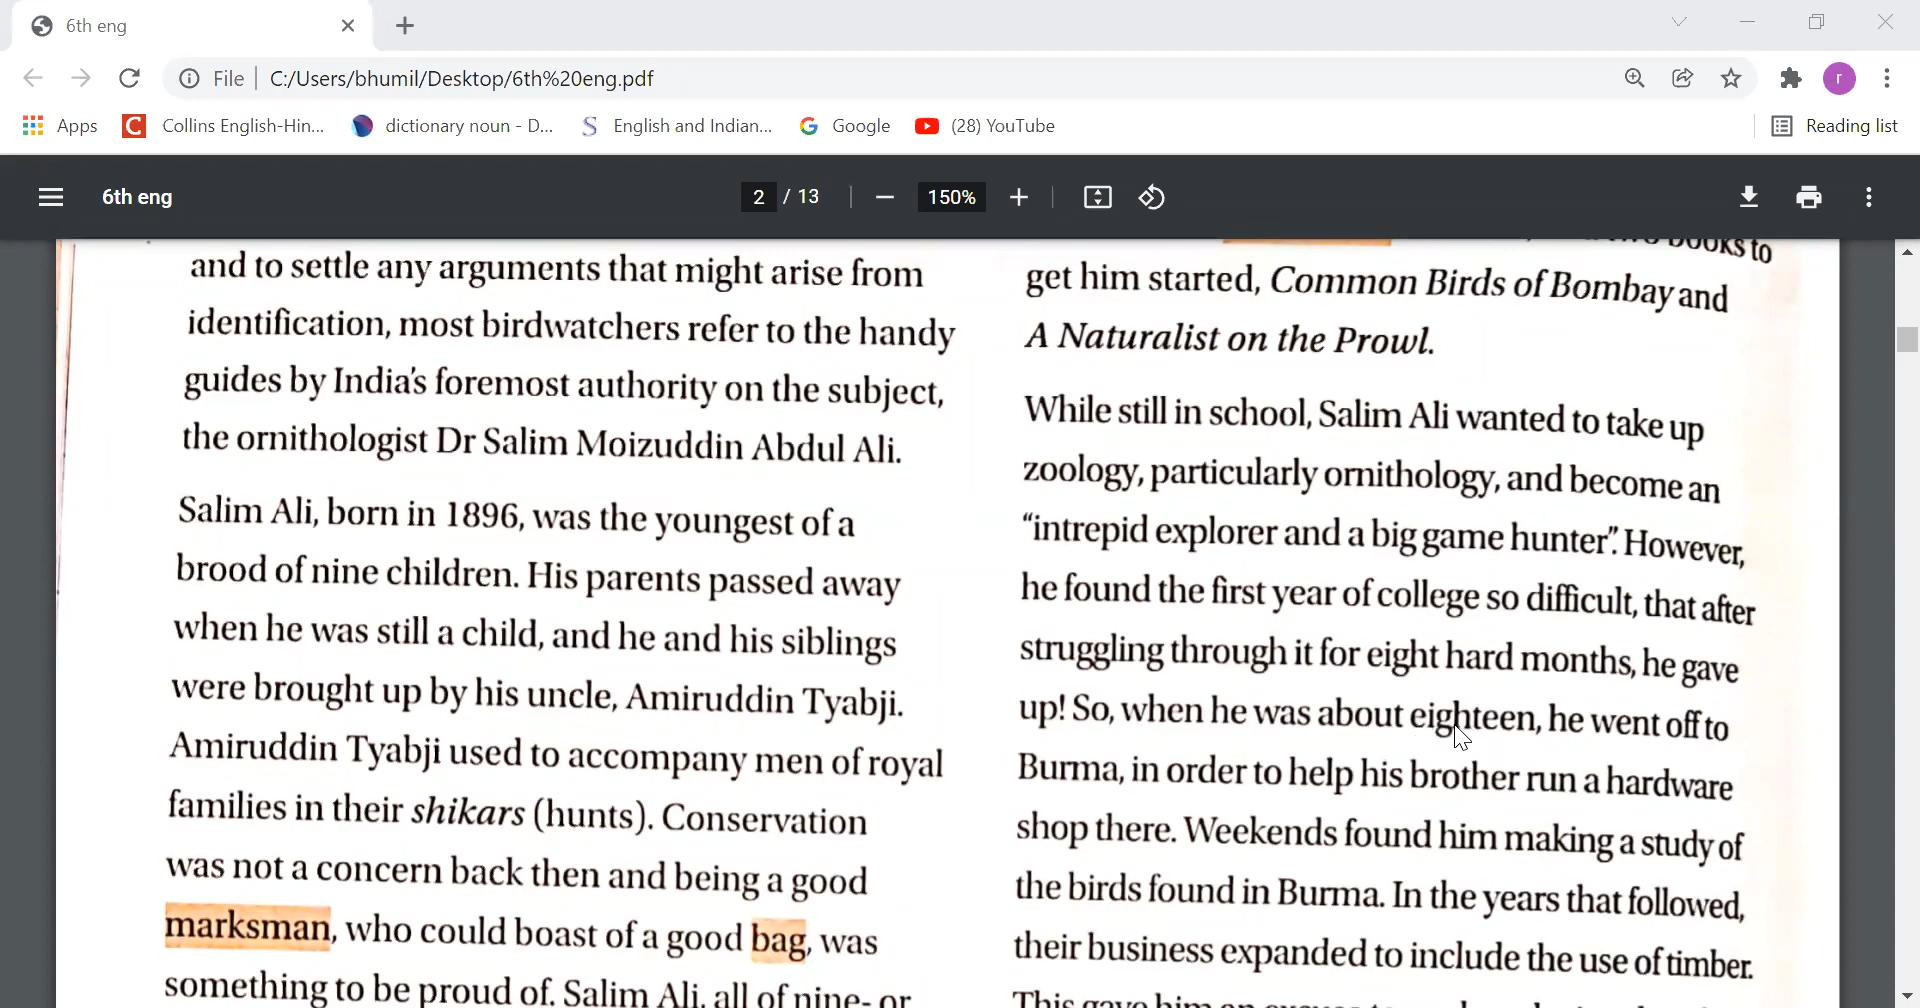 6th eng
File
C:/Users/bhumil/Desktop/6th%20eng.pdf
r
Apps
Collins English-Hin...
dictionary noun - D...
English and Indian...
Google
(28) YouTube
Reading list
6th eng
2 / 13
150%
and to settle any arguments that might arise from
identification, most birdwatchers refer to the handy
guides by India's foremost authority on the subject,
the ornithologist Dr Salim Moizuddin Abdul Ali.
Salim Ali, born in 1896, was the youngest of a
brood of nine children. His parents passed away
when he was still a child, and he and his siblings
were brought up by his uncle, Amiruddin Tyabji.
Amiruddin Tyabji used to accompany men of royal
families in their shikars (hunts). Conservation
was not a concern back then and being a good
marksman, who could boast of a good bag, was
something to be proud of. Salim Ali, all of nine- or
books to
get him started, Common Birds of Bombay and
A Naturalist on the Prowl.
While still in school, Salim Ali wanted to take up
zoology, particularly ornithology, and become an
“intrepid explorer and a big game hunter”. However,
he found the first year of college so difficult, that after
struggling through it for eight hard months, he gave
up! So, when he was about eighteen, he went off to
Burma, in order to help his brother run a hardware
shop there. Weekends found him making a study of
the birds found in Burma. In the years that followed,
their business expanded to include the use of timber.
This gave him an